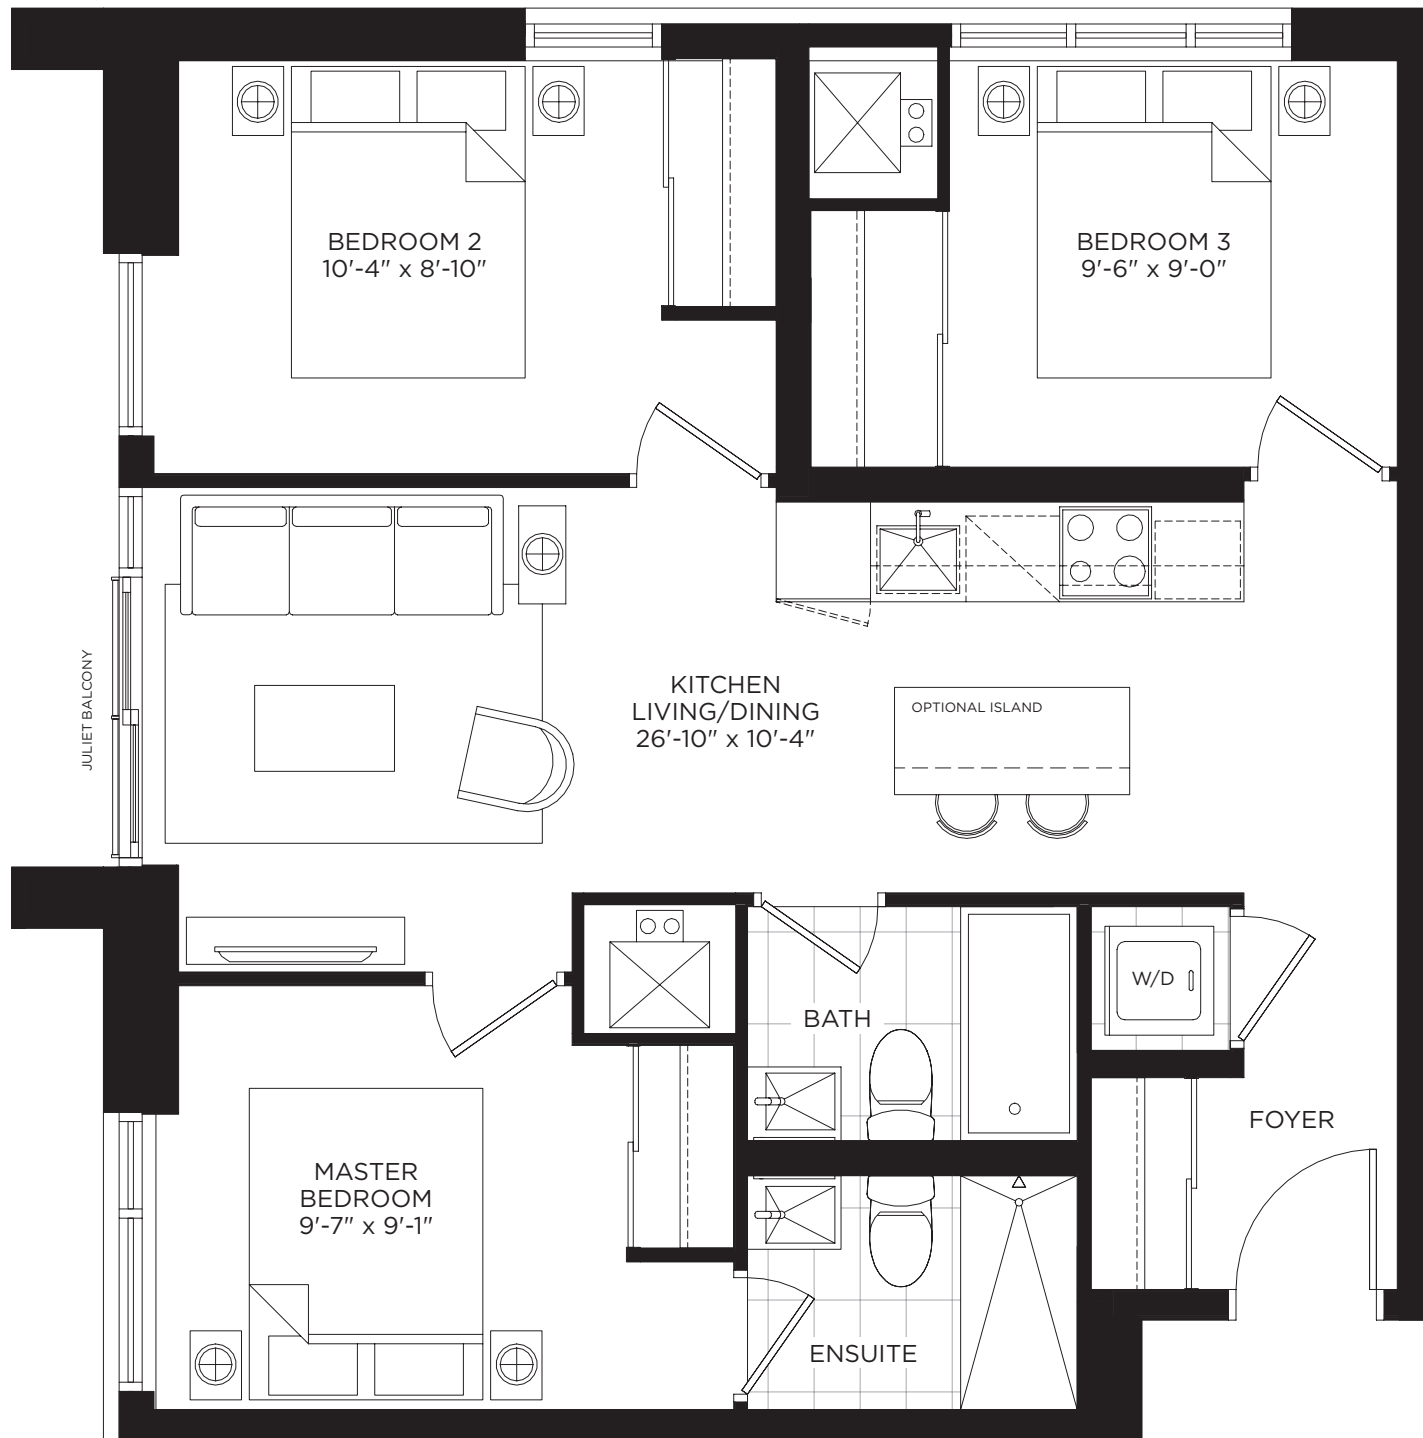 BEDROOM 2
10'-4" x 8'-10"
BEDROOM 3
9'-6" x 9'-0"
JULIET BALCONY
KITCHEN
LIVING/DINING
26'-10" x 10'-4"
OPTIONAL ISLAND
BATH
W/D
FOYER
MASTER
BEDROOM
9'-7" x 9'-1"
ENSUITE